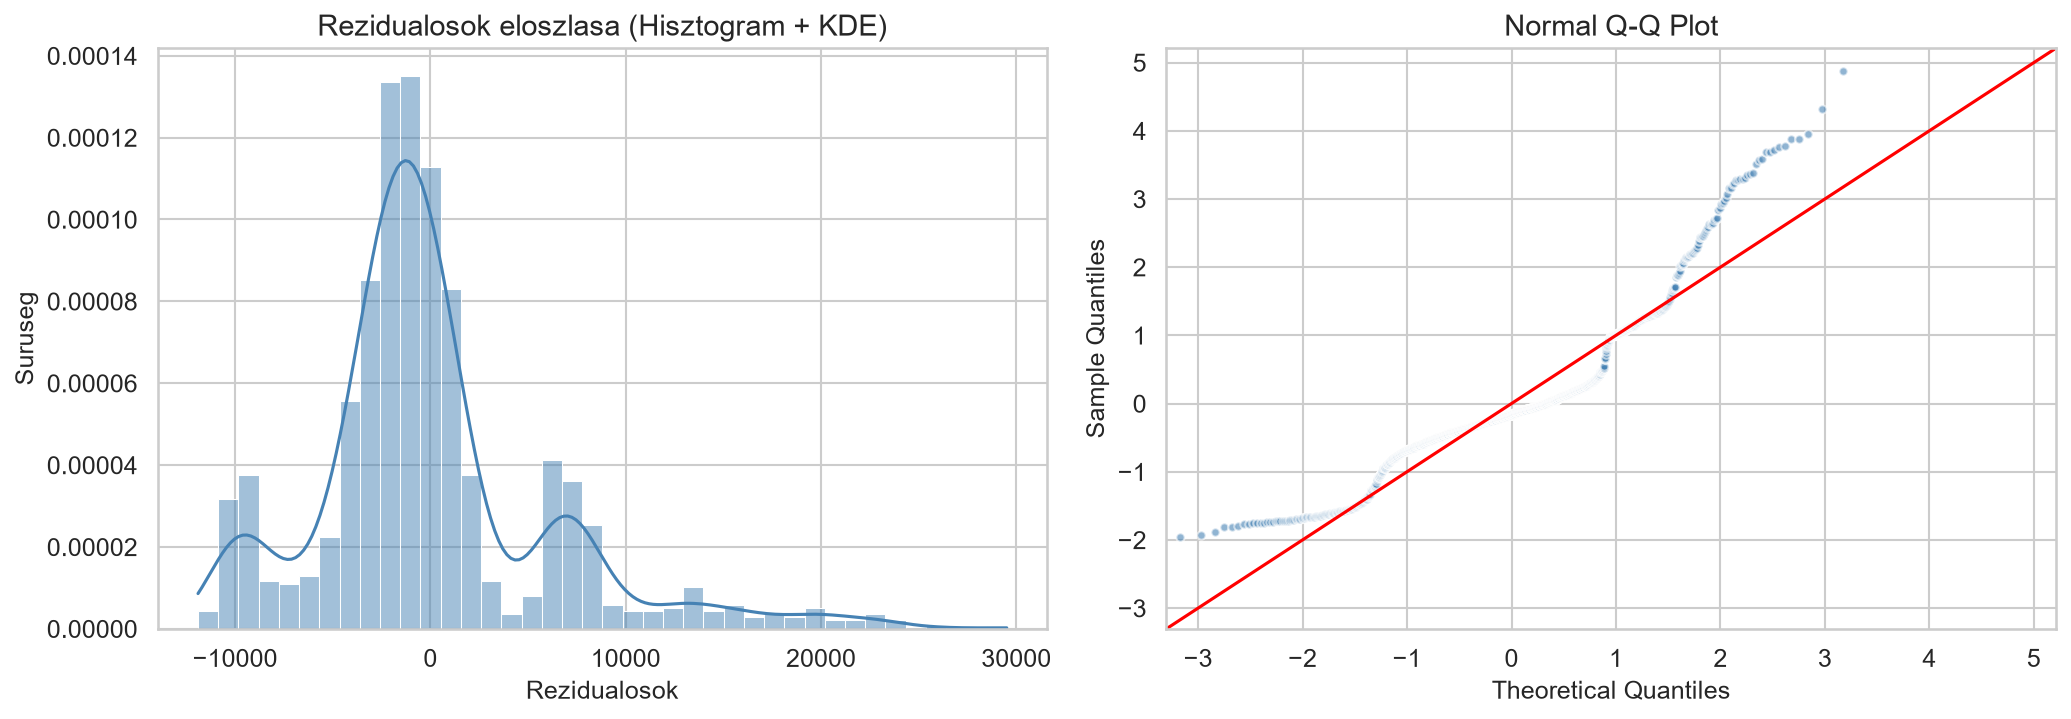 Rezidualosok eloszlasa (Hisztogram + KDE)
0.00014
0.00012
0.00010
0.00008
0.00006
0.00004
0.00002
0.00000
Suruseg
−10000 0 10000 20000 30000
Rezidualosok
Normal Q-Q Plot
5
4
3
2
1
0
−1
−2
−3
Sample Quantiles
−3 −2 −1 0 1 2 3 4 5
Theoretical Quantiles